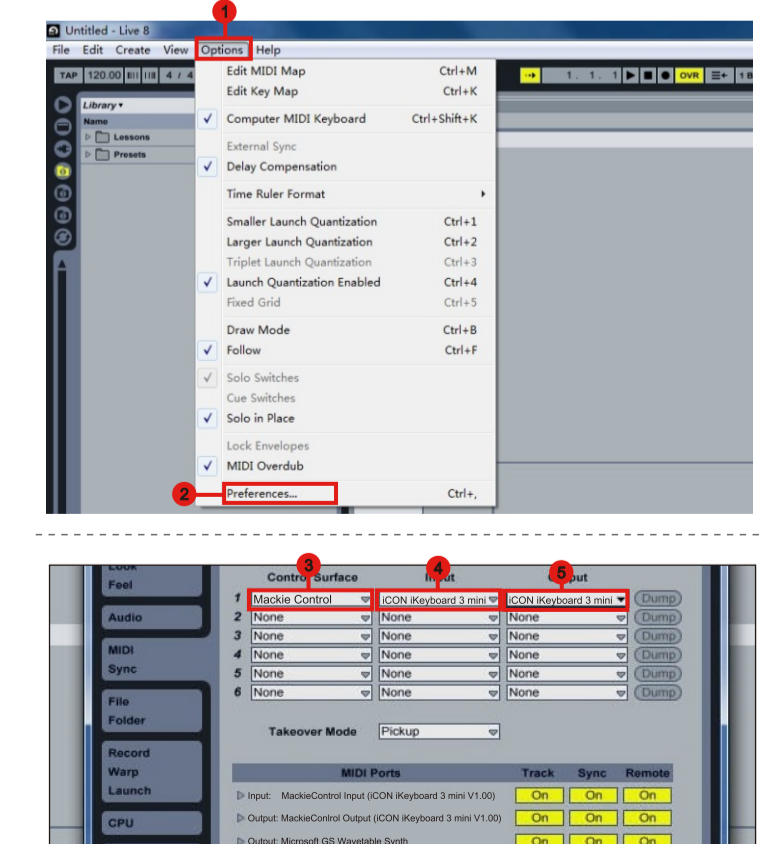 1
Untitled - Live 8
File Edit Create View Options Help
TAP 120.00 4 / 4 1. 1. 1 OVR 1 B
Library
Name
Lessons
Presets
Edit MIDI Map Ctrl+M
Edit Key Map Ctrl+K
Computer MIDI Keyboard Ctrl+Shift+K
External Sync
Delay Compensation
Time Ruler Format
Smaller Launch Quantization Ctrl+1
Larger Launch Quantization Ctrl+2
Triplet Launch Quantization Ctrl+3
Launch Quantization Enabled Ctrl+4
Fixed Grid Ctrl+5
Draw Mode Ctrl+B
Follow Ctrl+F
Solo Switches
Cue Switches
Solo in Place
Lock Envelopes
MIDI Overdub
2 Preferences... Ctrl+,
3 4 5
Look
Feel
Audio
MIDI
Sync
File
Folder
Record
Warp
Launch
CPU
Control Surface
1 Mackie Control iCON iKeyboard 3 mini iCON iKeyboard 3 mini Dump
2 None None None Dump
3 None None None Dump
4 None None None Dump
5 None None None Dump
6 None None None Dump
Takeover Mode Pickup
MIDI Ports Track Sync Remote
Input: MackieControl Input (iCON iKeyboard 3 mini V1.00) On On On
Output: MackieConlrol Output (iCON iKeyboard 3 mini V1.00) On On On
Output: Microsoft GS Wavetable Synth On On On